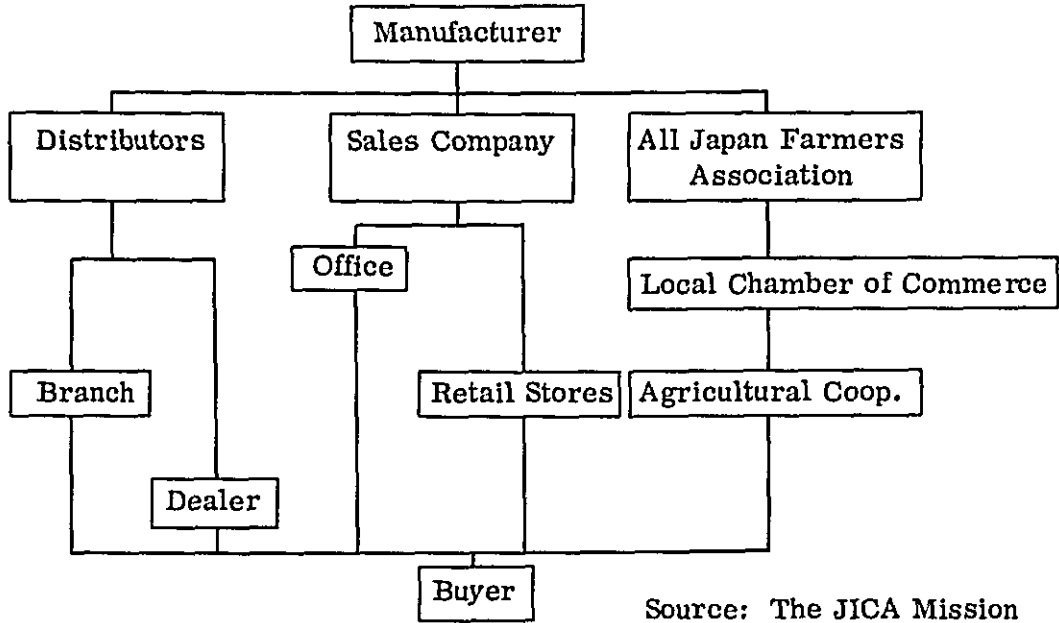 Manufacturer
Distributors
Sales Company
All Japan Farmers
Association
Office
Local Chamber of Commerce
Branch
Retail Stores
Agricultural Coop.
Dealer
Buyer
Source: The JICA Mission